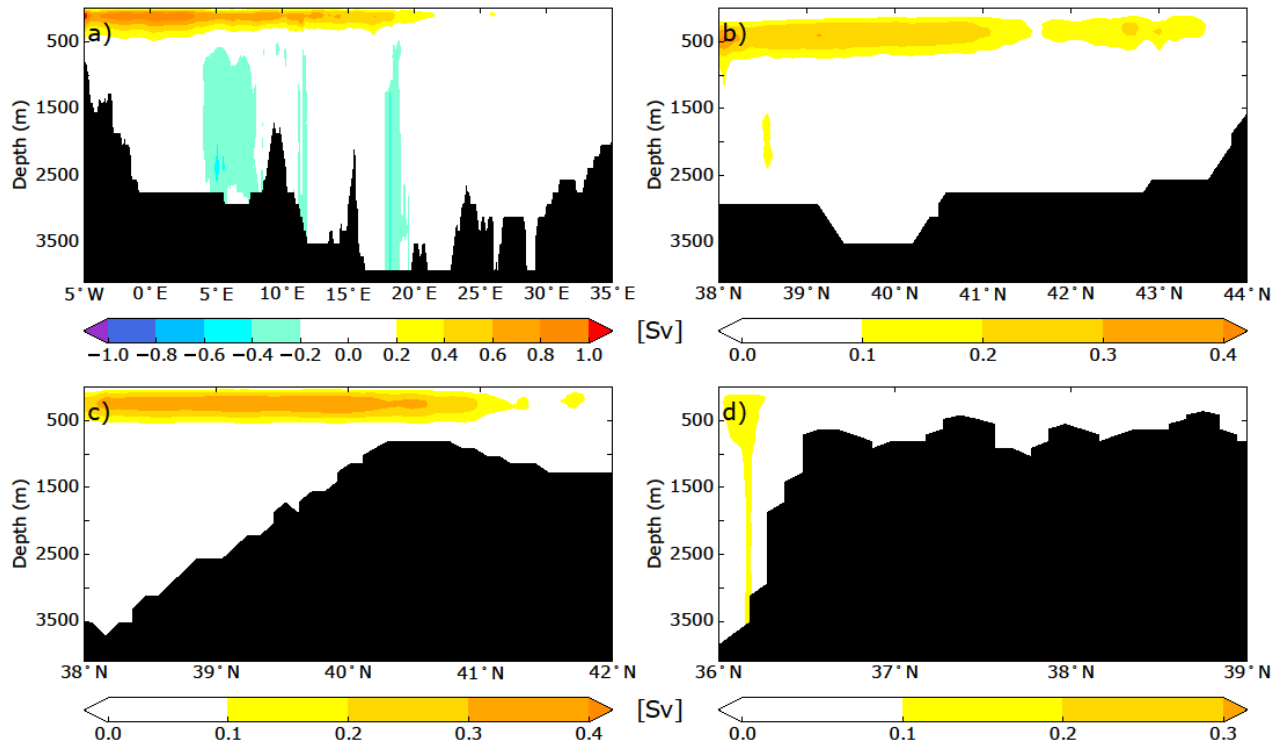 a)
500
1500
2500
3500
Depth (m)
5°W 0°E 5°E 10°E 15°E 20°E 25°E 30°E 35°E
−1.0 −0.8 −0.6 −0.4 −0.2 0.0 0.2 0.4 0.6 0.8 1.0
[Sv]
b)
500
1500
2500
3500
Depth (m)
38°N 39°N 40°N 41°N 42°N 43°N 44°N
0.0 0.1 0.2 0.3 0.4
c)
500
1500
2500
3500
Depth (m)
38°N 39°N 40°N 41°N 42°N
0.0 0.1 0.2 0.3 0.4
[Sv]
d)
500
1500
2500
3500
Depth (m)
36°N 37°N 38°N 39°N
0.0 0.1 0.2 0.3